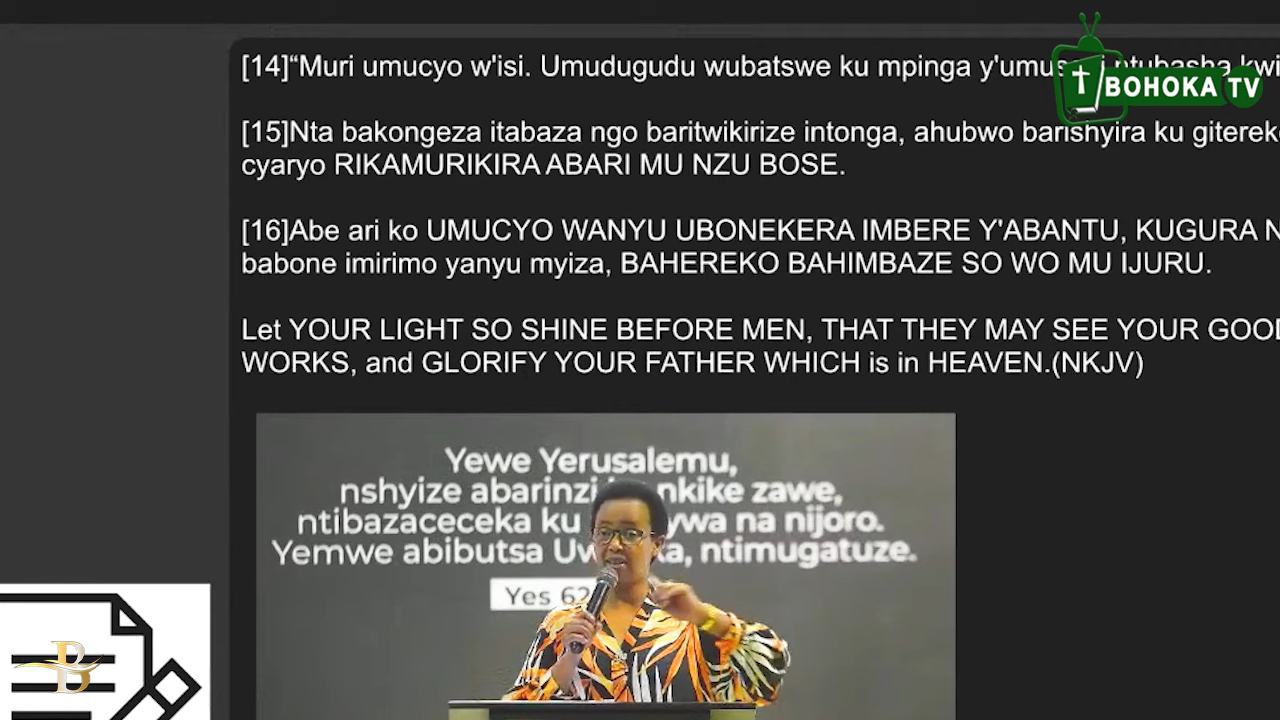 [14]“Muri umucyo w'isi. Umudugudu wubatswe ku mpinga
BOHOKA TV
[15]Nta bakongeza itabaza ngo baritwikirize intonga, ahubwo barishyira ku
cyaryo RIKAMURIKIRA ABARI MU NZU BOSE.
[16]Abe ari ko UMUCYO WANYU UBONEKERA IMBERE Y'ABANTU, KUGURA
babone imirimo yanyu myiza, BAHEREKO BAHIMBAZE SO WO MU IJURU.
Let YOUR LIGHT SO SHINE BEFORE MEN, THAT THEY MAY SEE YOUR
WORKS, and GLORIFY YOUR FATHER WHICH is in HEAVEN.(NKJV)
Yewe Yerusalemu,
nshyize abarinzi nkike zawe,
ntibazaceceka ku na nijoro.
Yemwe abibutsa ntimugatuze.
Yes
B